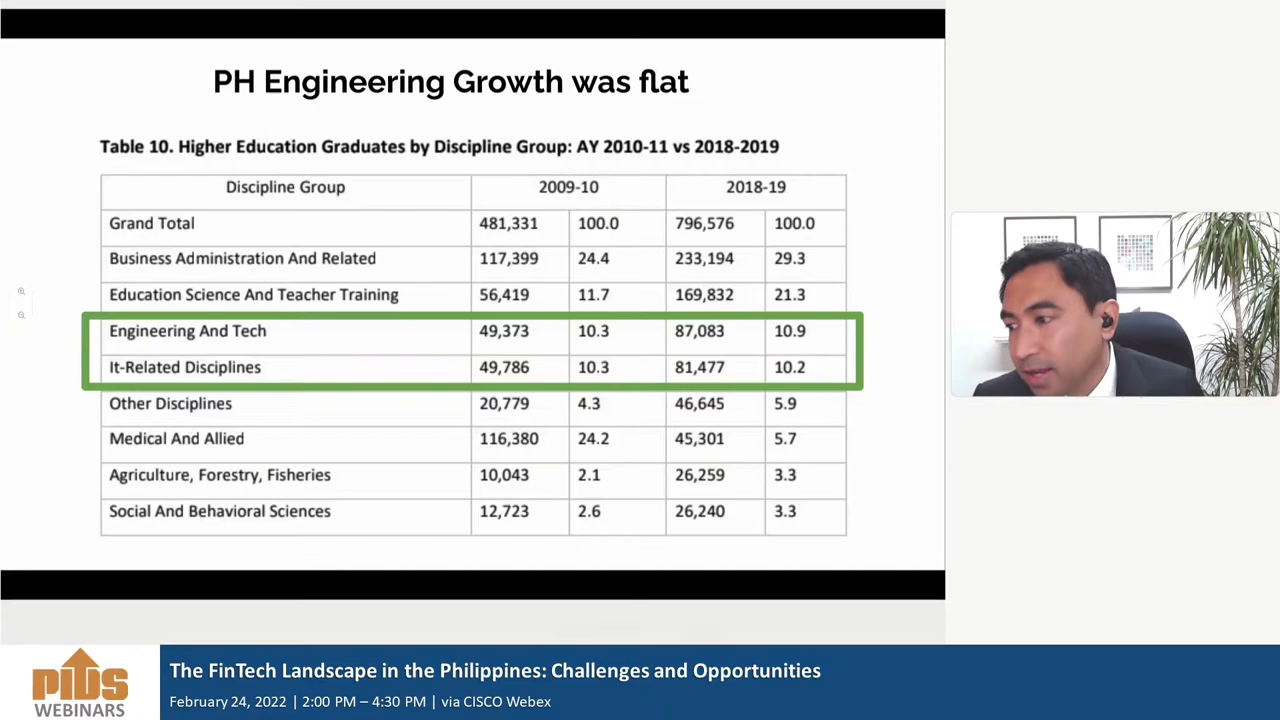 PH Engineering Growth was flat
Table 10. Higher Education Graduates by Discipline Group: AY 2010-11 vs 2018-2019
Discipline Group 2009-10 2018-19
Grand Total 481,331 100.0 796,576 100.0
Business Administration And Related 117,399 24.4 233,194 29.3
Education Science And Teacher Training 56,419 11.7 169,832 21.3
Engineering And Tech 49,373 10.3 87,083 10.9
It-Related Disciplines 49,786 10.3 81,477 10.2
Other Disciplines 20,779 4.3 46,645 5.9
Medical And Allied 116,380 24.2 45,301 5.7
Agriculture, Forestry, Fisheries 10,043 2.1 26,259 3.3
Social And Behavioral Sciences 12,723 2.6 26,240 3.3
pids
WEBINARS
The FinTech Landscape in the Philippines: Challenges and Opportunities
February 24, 2022 | 2:00 PM – 4:30 PM | via CISCO Webex